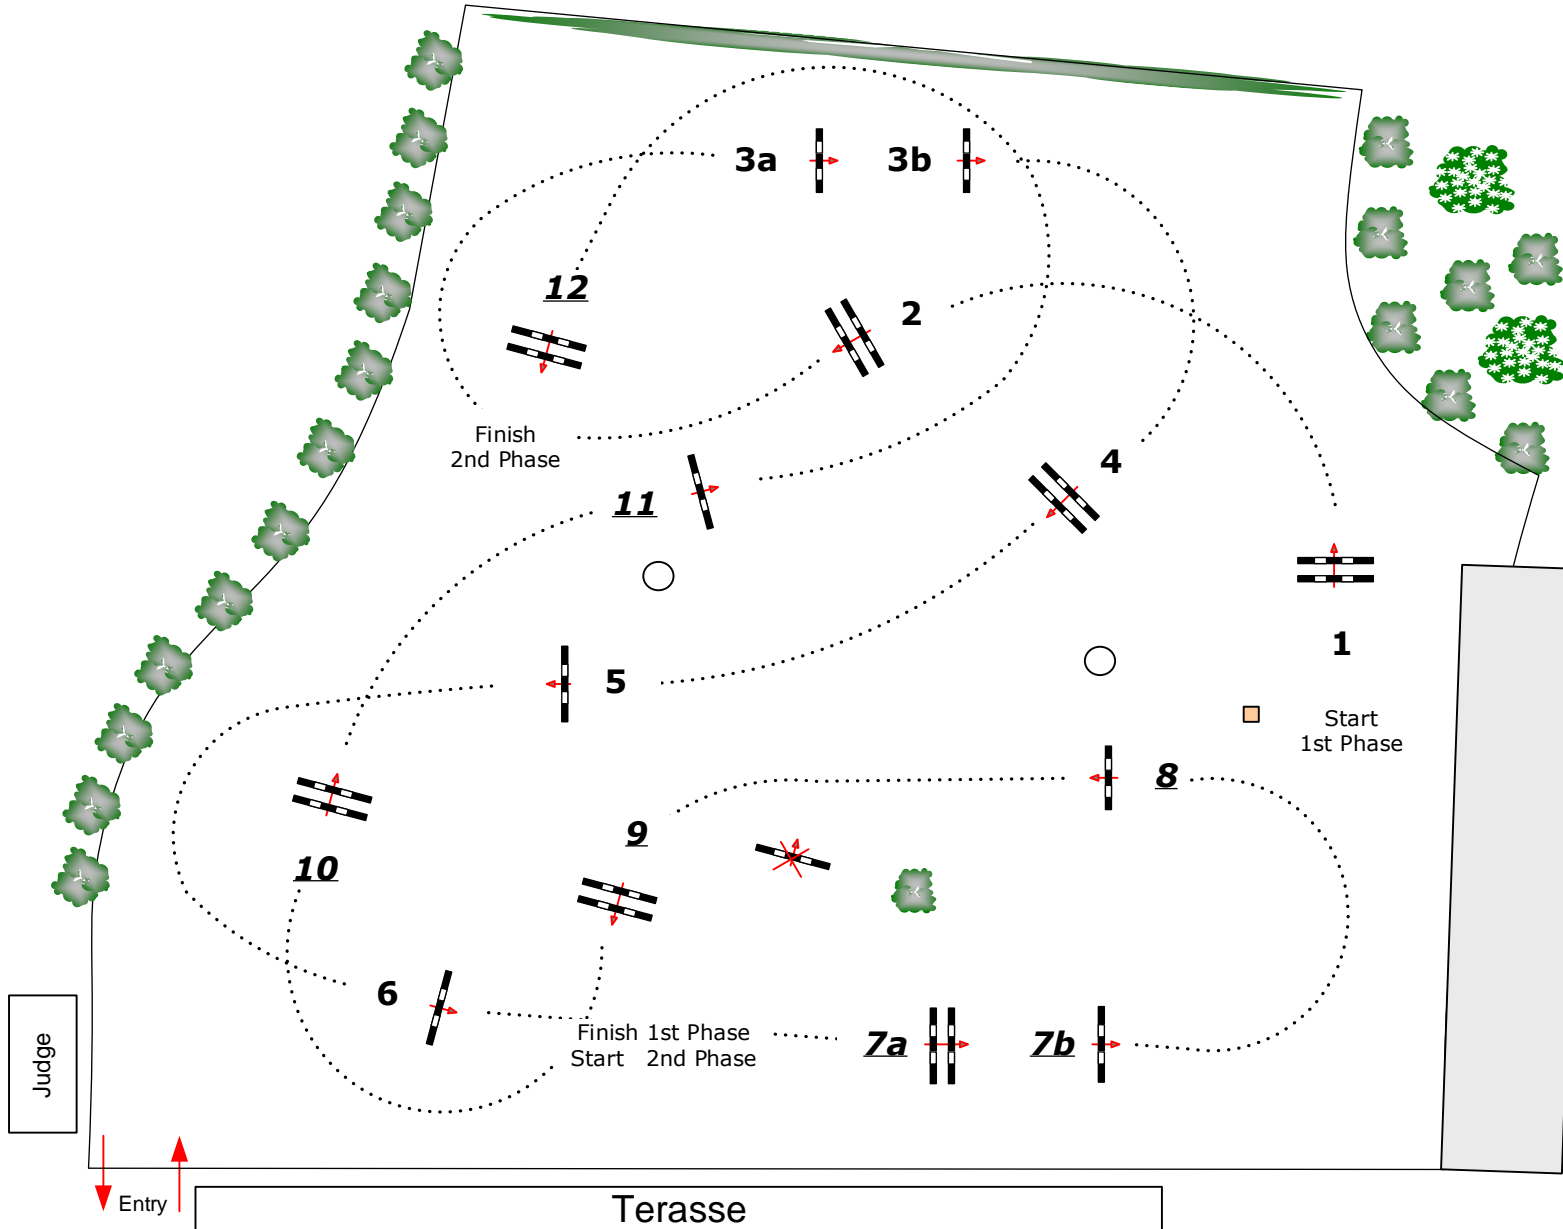 3a
3b
12
2
Finish
2nd Phase
4
11
1
5
Start
1st Phase
8
9
10
6
Finish 1st Phase
Start 2nd Phase
7a
7b
Judge
Entry
Terasse